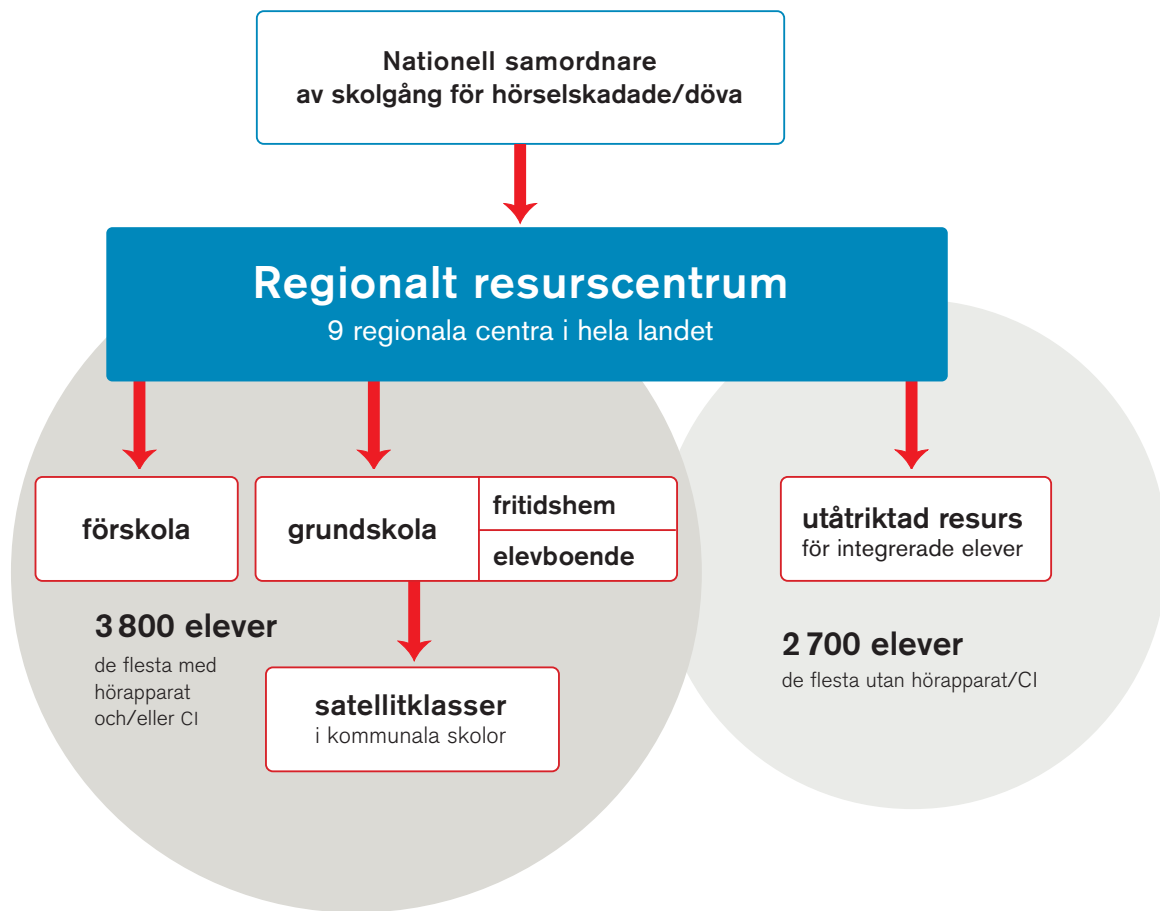 Nationell samordnare
av skolgång för hörselskadade/döva
Regionalt resurscentrum
9 regionala centra i hela landet
förskola
grundskola
fritidshem
elevboende
utåtriktad resurs
för integrerade elever
3 800 elever
de flesta med
hörapparat
och/eller CI
satellitklasser
i kommunala skolor
2 700 elever
de flesta utan hörapparat/CI